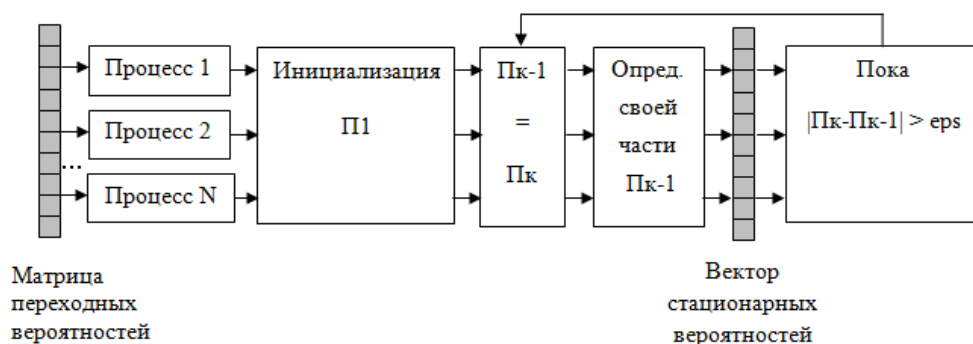 Процесс 1
Процесс 2
...
Процесс N
Инициализация
П1
Пк-1
=
Пк
Опред.
своей
части
Пк-1
Пока
|Пк-Пк-1| > eps
Матрица
переходных
вероятностей
Вектор
стационарных
вероятностей